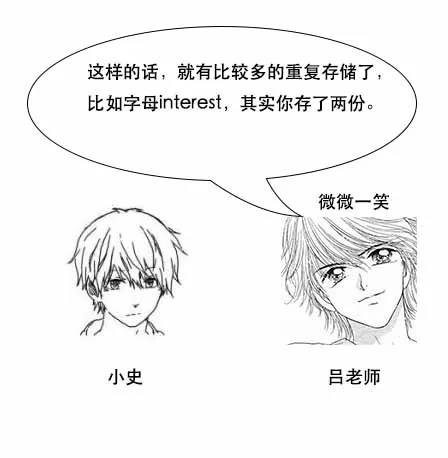 这样的话，就有比较多的重复存储了，
比如字母interest，其实你存了两份。
微微一笑
小史
吕老师